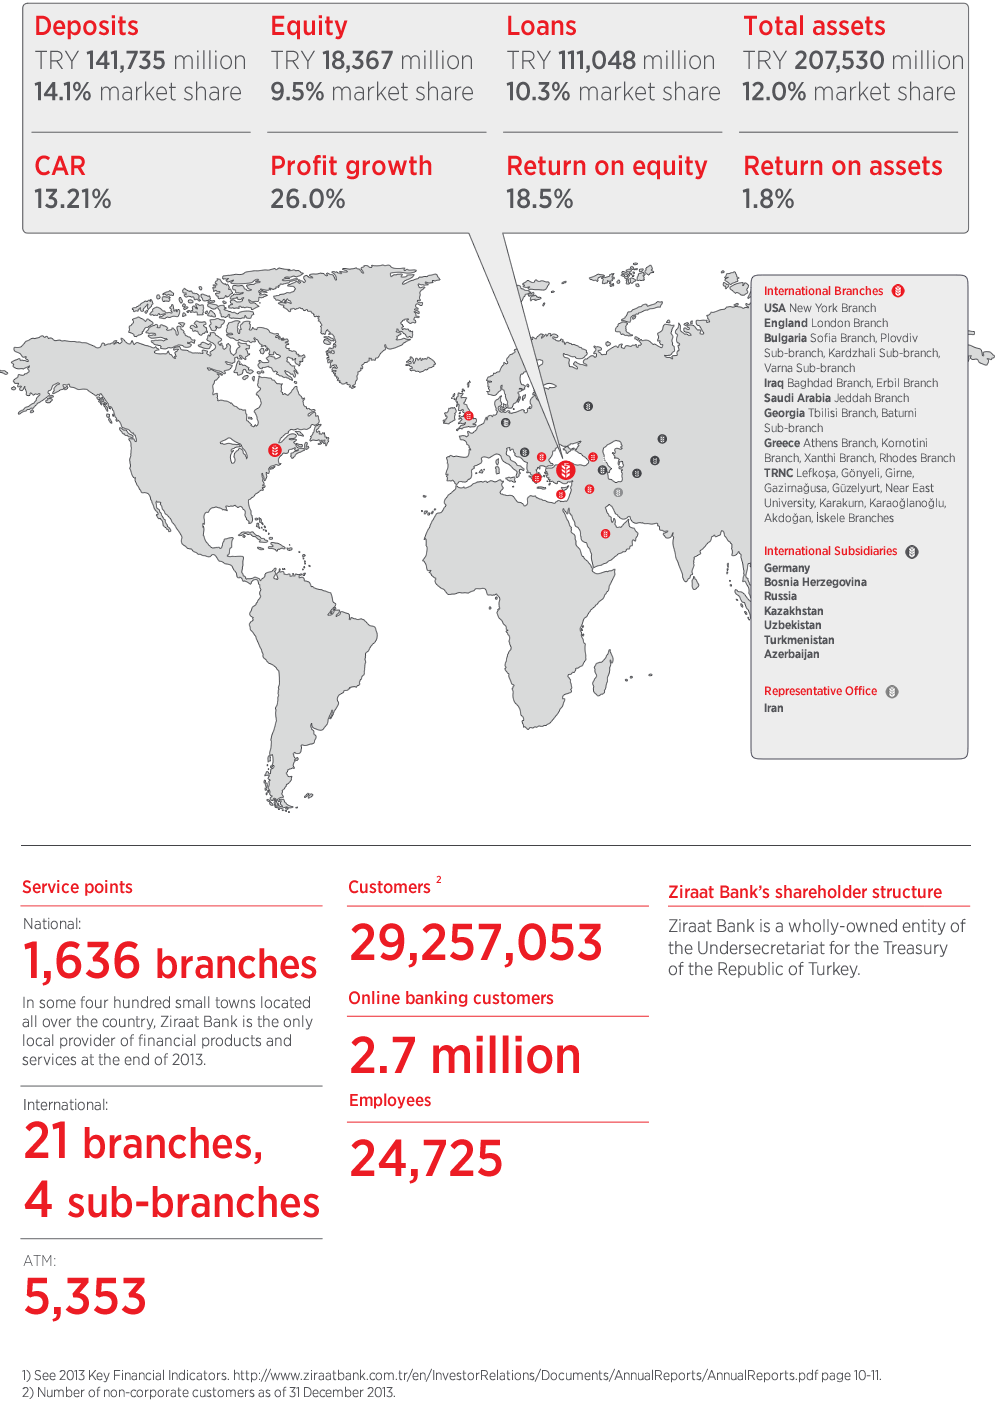 Deposits
TRY 141,735 million
14.1% market share
Equity
TRY 18,367 million
9.5% market share
Loans
TRY 111,048 million
10.3% market share
Total assets
TRY 207,530 million
12.0% market share
CAR
13.21%
Profit growth
26.0%
Return on equity
18.5%
Return on assets
1.8%
International Branches
USA New York Branch
England London Branch
Bulgaria Sofia Branch, Plovdiv
Sub-branch, Kardzhali Sub-branch,
Varna Sub-branch
Iraq Baghdad Branch, Erbil Branch
Saudi Arabia Jeddah Branch
Georgia Tbilisi Branch, Batumi
Sub-branch
Greece Athens Branch, Komotini
Branch, Xanthi Branch, Rhodes Branch
TRNC Lefkoşa, Gönyeli, Girne,
Gazimağusa, Güzelyurt, Near East
University, Karakum, Karaoğlanoğlu,
Akdoğan, İskele Branches
International Subsidiaries
Germany
Bosnia Herzegovina
Russia
Kazakhstan
Uzbekistan
Turkmenistan
Azerbaijan
Representative Office
Iran
Service points
National:
1,636 branches
In some four hundred small towns located
all over the country, Ziraat Bank is the only
local provider of financial products and
services at the end of 2013.
International:
21 branches,
4 sub-branches
ATM:
5,353
Customers 2
29,257,053
Online banking customers
2.7 million
Employees
24,725
Ziraat Bank's shareholder structure
Ziraat Bank is a wholly-owned entity of
the Undersecretariat for the Treasury
of the Republic of Turkey.
1) See 2013 Key Financial Indicators. http://www.ziraatbank.com.tr/en/InvestorRelations/Documents/AnnualReports/AnnualReports.pdf page 10-11.
2) Number of non-corporate customers as of 31 December 2013.